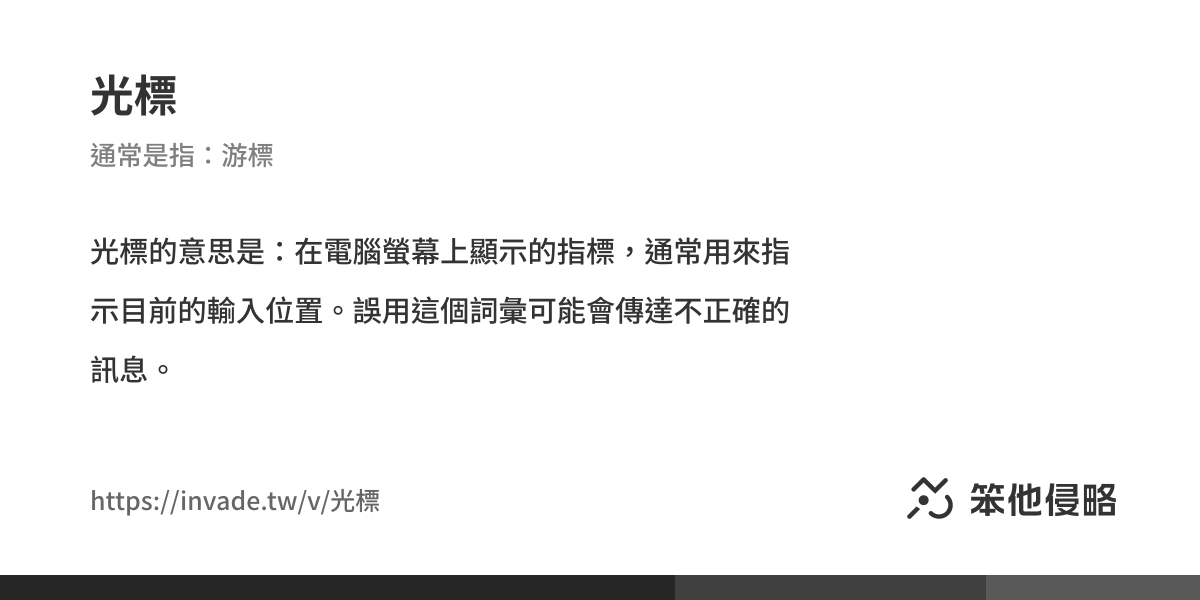 光標
通常是指：游標
光標的意思是：在電腦螢幕上顯示的指標，通常用來指
示目前的輸入位置。誤用這個詞彙可能會傳達不正確的
訊息。
https://invade.tw/v/光標
笨他侵略